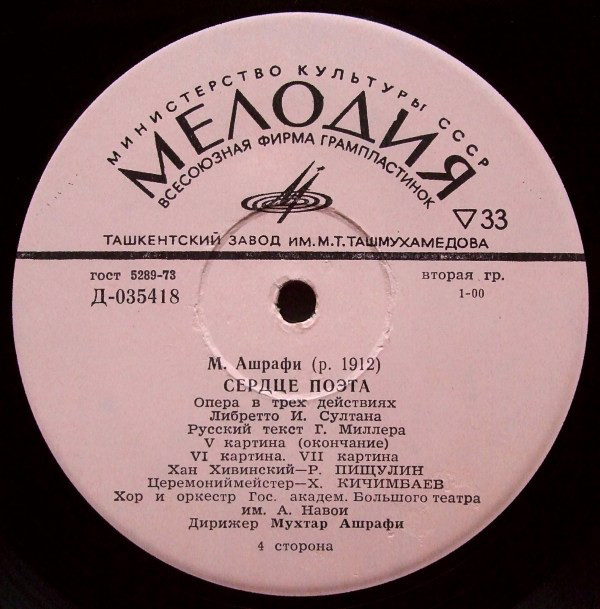 МИНИСТЕРСТВО КУЛЬТУРЫ СССР
МЕЛОДИЯ
ВСЕСОЮЗНАЯ ФИРМА ГРАМПЛАСТИНОК
▽33
ТАШКЕНТСКИЙ ЗАВОД ИМ.М.Т.ТАШМУХАМЕДОВА
гост 5289-73
вторая гр.
Д-035418
1-00
М. Ашрафи (р. 1912)
СЕРДЦЕ ПОЭТА
Опера в трех действиях
Либретто И. Султана
Русский текст Г. Миллера
V картина (окончание)
VI картина. VII картина
Хан Хивинский—Р. ПИЩУЛИН
Церемониймейстер—Х. КИЧИМБАЕВ
Хор и оркестр Гос. академ. Большого театра
им. А. Навои
Дирижер Мухтар Ашрафи
4 сторона